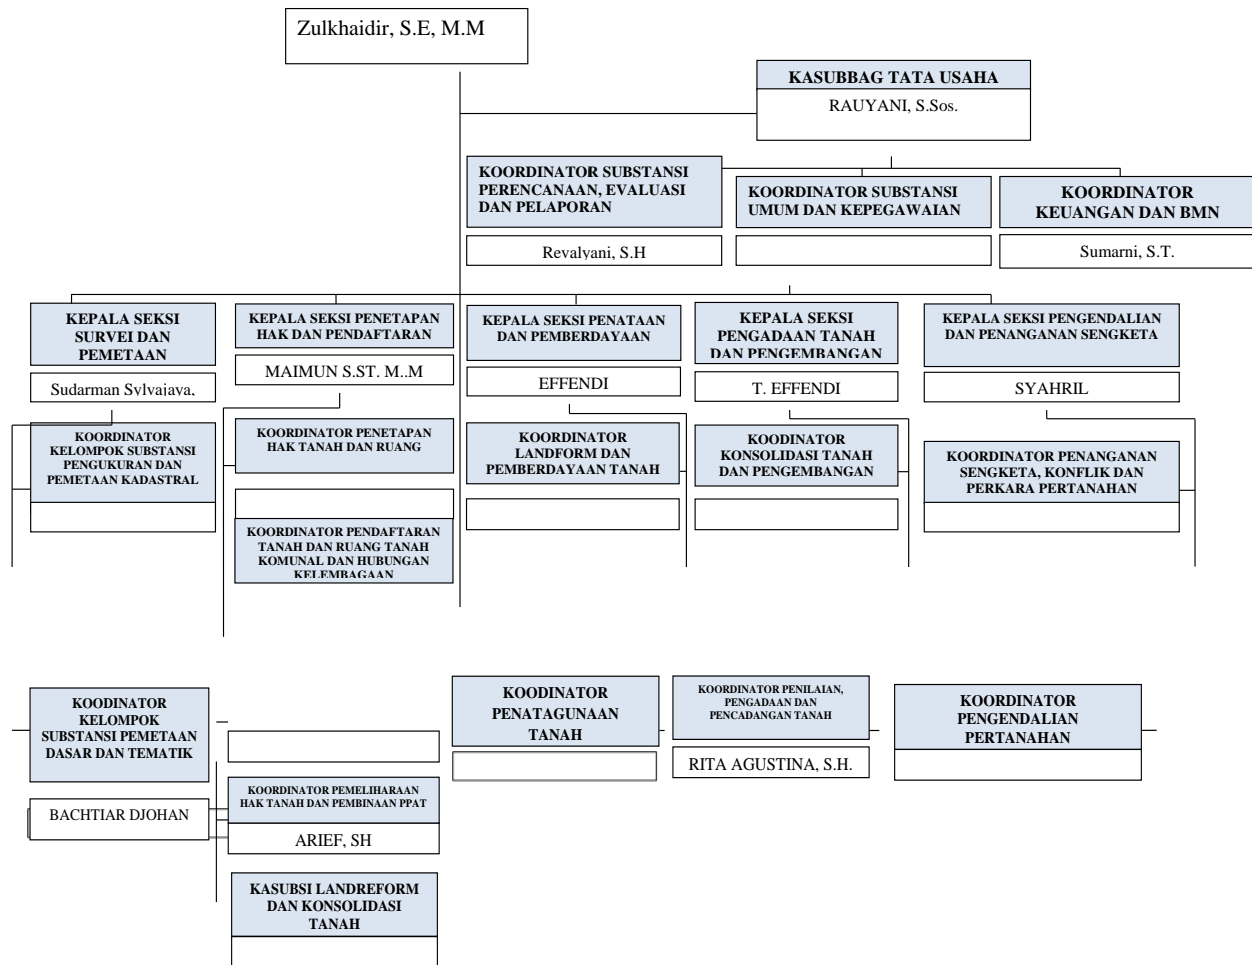 Zulkhaidir, S.E, M.M
KASUBBAG TATA USAHA
RAUYANI, S.Sos.
KOORDINATOR SUBSTANSI
PERENCANAAN, EVALUASI
DAN PELAPORAN
KOORDINATOR SUBSTANSI
UMUM DAN KEPEGAWAIAN
KOORDINATOR
KEUANGAN DAN BMN
Revalyani, S.H
Sumarni, S.T.
KEPALA SEKSI
SURVEI DAN
PEMETAAN
KEPALA SEKSI PENETAPAN
HAK DAN PENDAFTARAN
KEPALA SEKSI PENATAAN
DAN PEMBERDAYAAN
KEPALA SEKSI
PENGADAAN TANAH
DAN PENGEMBANGAN
KEPALA SEKSI PENGENDALIAN
DAN PENANGANAN SENGKETA
Sudarman Sylvajaya,
MAIMUN S.ST. M..M
EFFENDI
T. EFFENDI
SYAHRIL
KOORDINATOR
KELOMPOK SUBSTANSI
PENGUKURAN DAN
PEMETAAN KADASTRAL
KOORDINATOR PENETAPAN
HAK TANAH DAN RUANG
KOORDINATOR
LANDFORM DAN
PEMBERDAYAAN TANAH
KOODINATOR
KONSOLIDASI TANAH
DAN PENGEMBANGAN
KOORDINATOR PENANGANAN
SENGKETA, KONFLIK DAN
PERKARA PERTANAHAN
KOORDINATOR PENDAFTARAN
TANAH DAN RUANG TANAH
KOMUNAL DAN HUBUNGAN
KELEMBAGAAN
KOODINATOR
KELOMPOK
SUBSTANSI PEMETAAN
DASAR DAN TEMATIK
KOODINATOR
PENATAGUNAAN
TANAH
KOORDINATOR PENILAIAN,
PENGADAAN DAN
PENCADANGAN TANAH
KOORDINATOR
PENGENDALIAN
PERTANAHAN
RITA AGUSTINA, S.H.
BACHTIAR DJOHAN
KOORDINATOR PEMELIHARAAN
HAK TANAH DAN PEMBINAAN PPAT
ARIEF, SH
KASUBSI LANDREFORM
DAN KONSOLIDASI
TANAH